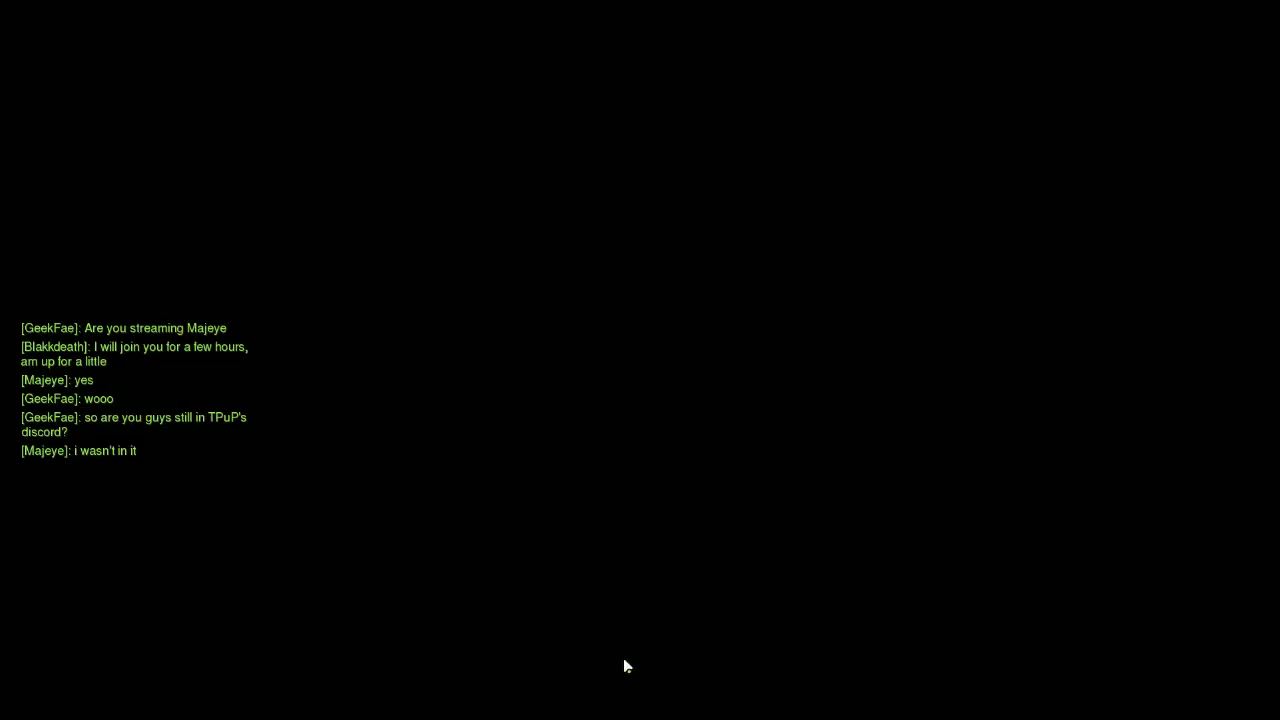 [GeekFae]: Are you streaming Majeye
[Blakkdeath]: I will join you for a few hours,
am up for a little
[Majeye]: yes
[GeekFae]: wooo
[GeekFae]: so are you guys still in TPuP's
discord?
[Majeye]: i wasn't in it